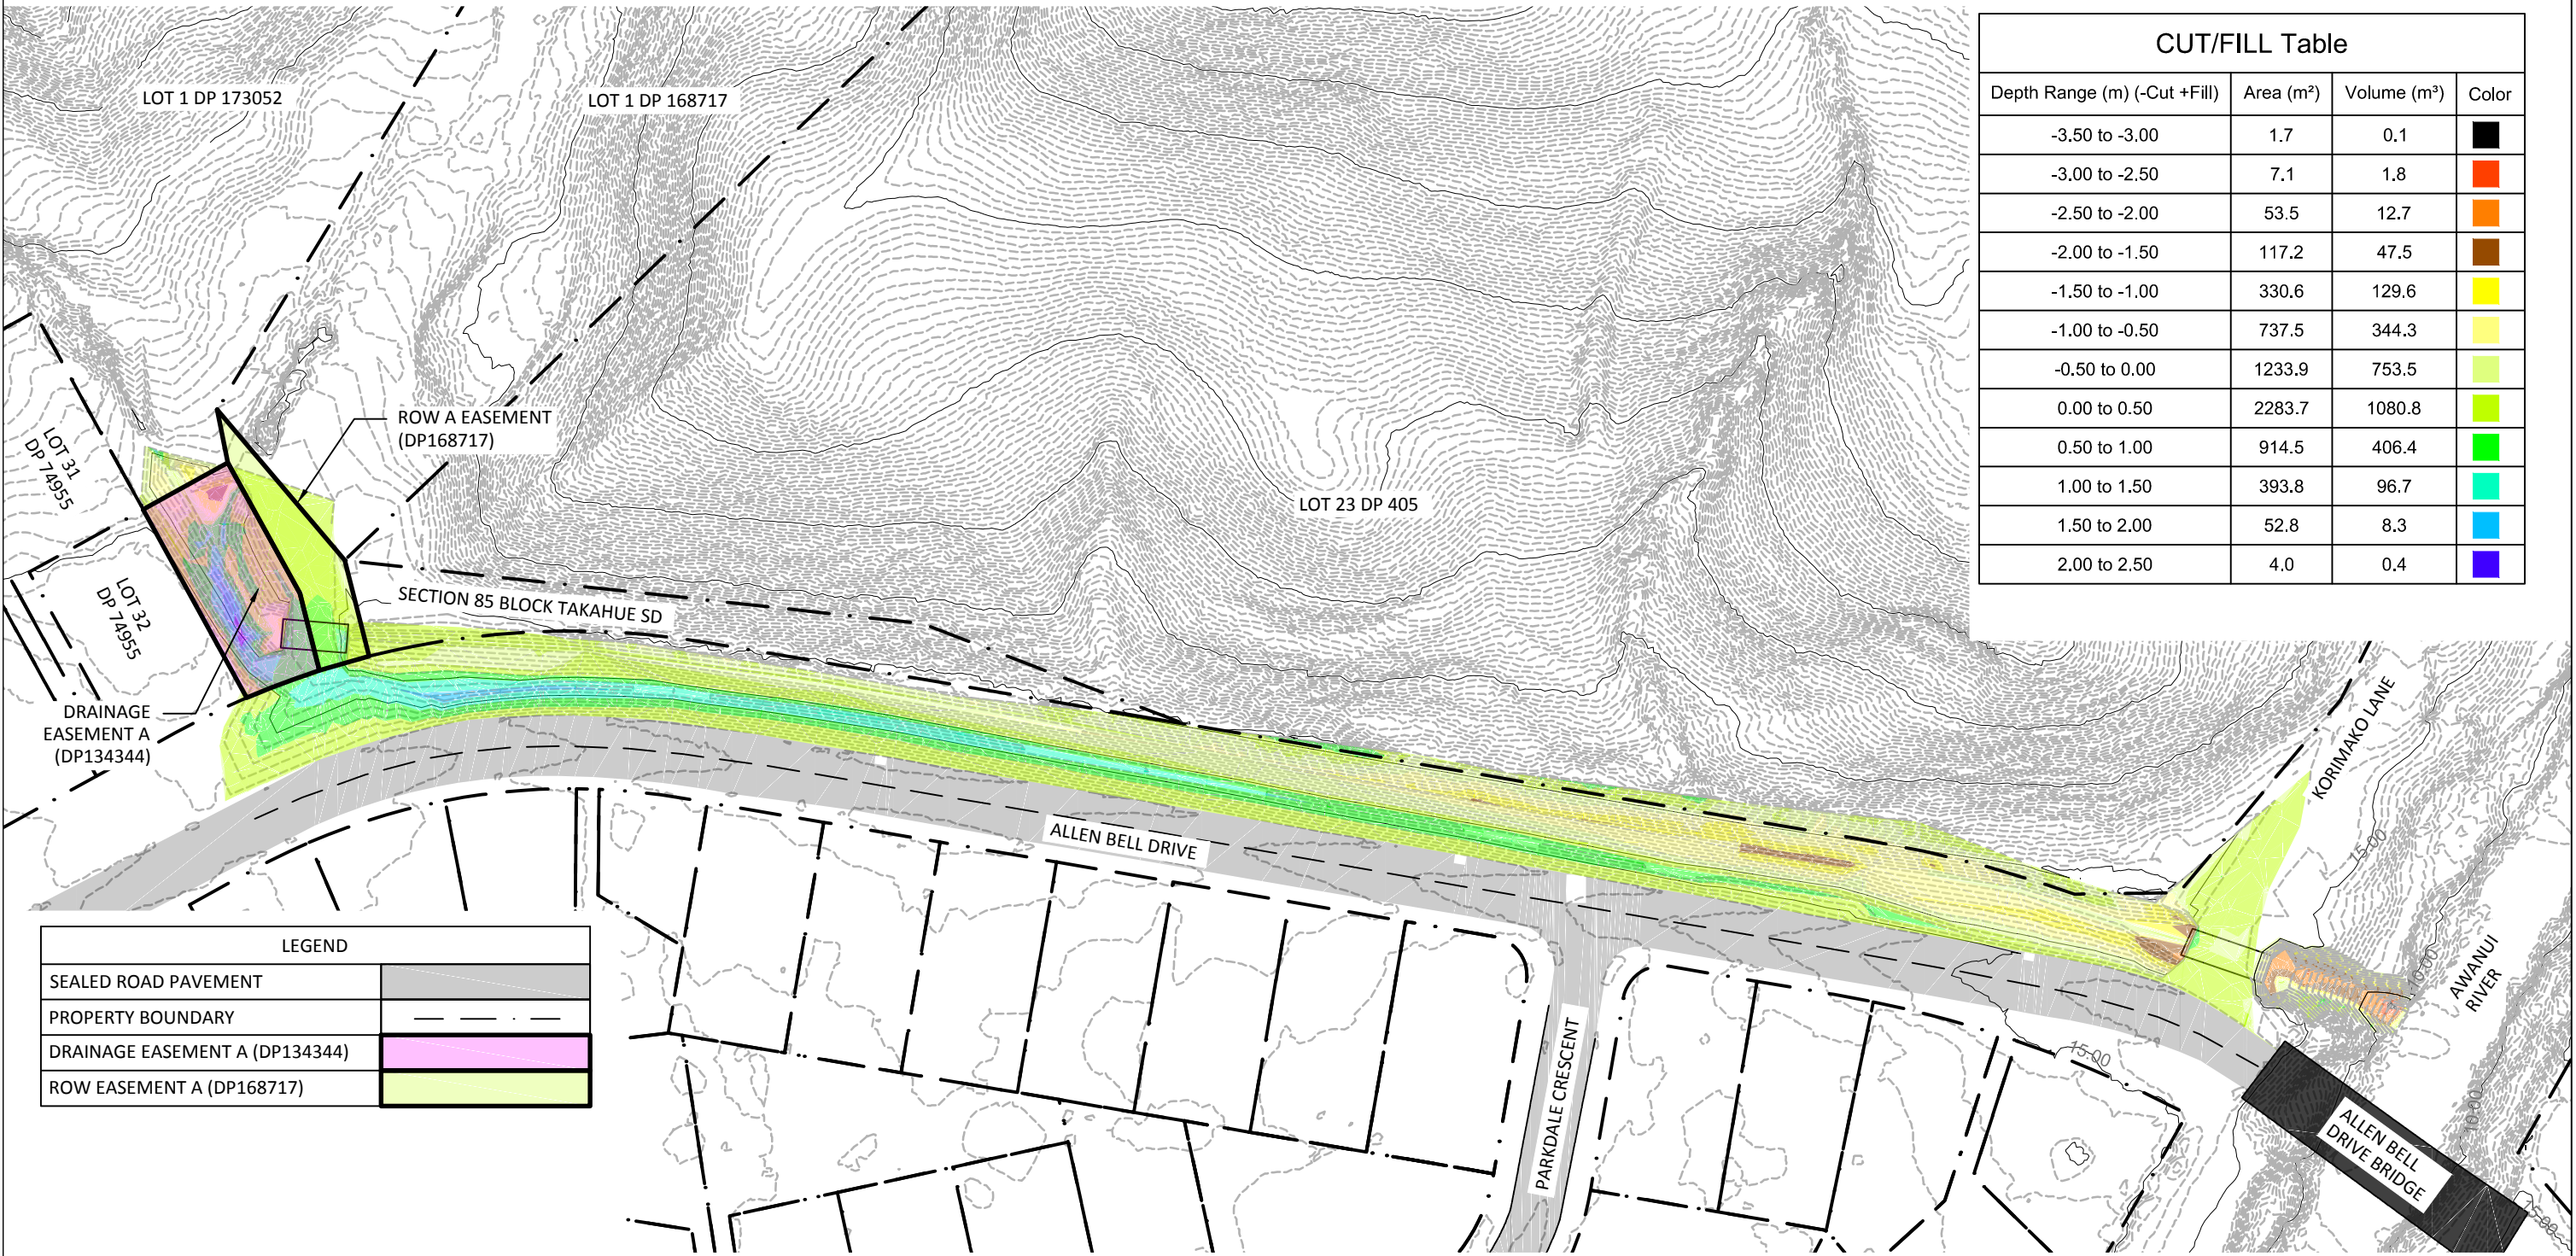 LOT 1 DP 173052
LOT 1 DP 168717
CUT/FILL Table
Depth Range (m) (-Cut +Fill) Area (m²) Volume (m³) Color
-3.50 to -3.00 1.7 0.1
-3.00 to -2.50 7.1 1.8
-2.50 to -2.00 53.5 12.7
-2.00 to -1.50 117.2 47.5
-1.50 to -1.00 330.6 129.6
-1.00 to -0.50 737.5 344.3
-0.50 to 0.00 1233.9 753.5
0.00 to 0.50 2283.7 1080.8
0.50 to 1.00 914.5 406.4
1.00 to 1.50 393.8 96.7
1.50 to 2.00 52.8 8.3
2.00 to 2.50 4.0 0.4
ROW A EASEMENT
(DP168717)
LOT 31
DP 74955
LOT 23 DP 405
LOT 32
DP 74955
SECTION 85 BLOCK TAKAHUE SD
DRAINAGE
EASEMENT A
(DP134344)
KORIMAKO LANE
15.00
ALLEN BELL DRIVE
10.00
AWANUI
RIVER
LEGEND
SEALED ROAD PAVEMENT
PROPERTY BOUNDARY
DRAINAGE EASEMENT A (DP134344)
ROW EASEMENT A (DP168717)
PARKDALE CRESCENT
15.00
10.00
ALLEN BELL
DRIVE BRIDGE
15.00